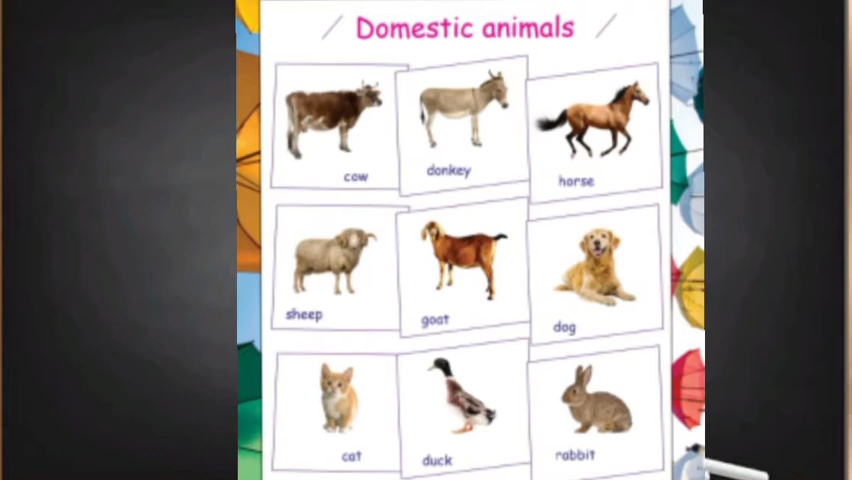 Domestic animals
cow
donkey
horse
sheep
goat
dog
cat
duck
rabbit